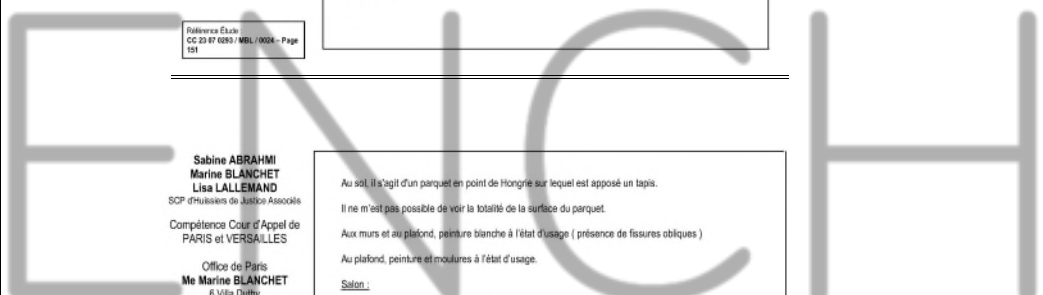 Référence Étude
CC 23 07 0293 / MBL / 0024 – Page
151
Sabine ABRAHMI
Marine BLANCHET
Lisa LALLEMAND
SCP d'Huissiers de Justice Associés
Compétence Cour d'Appel de
PARIS et VERSAILLES
Office de Paris
Me Marine BLANCHET
6 Villa
Au sol, il s'agit d'un parquet en point de Hongrie sur lequel est apposé un tapis.
Il ne m'est pas possible de voir la totalité de la surface du parquet.
Aux murs et au plafond, peinture blanche à l'état d'usage ( présence de fissures obliques )
Au plafond, peinture et moulures à l'état d'usage.
Salon :
ENCH